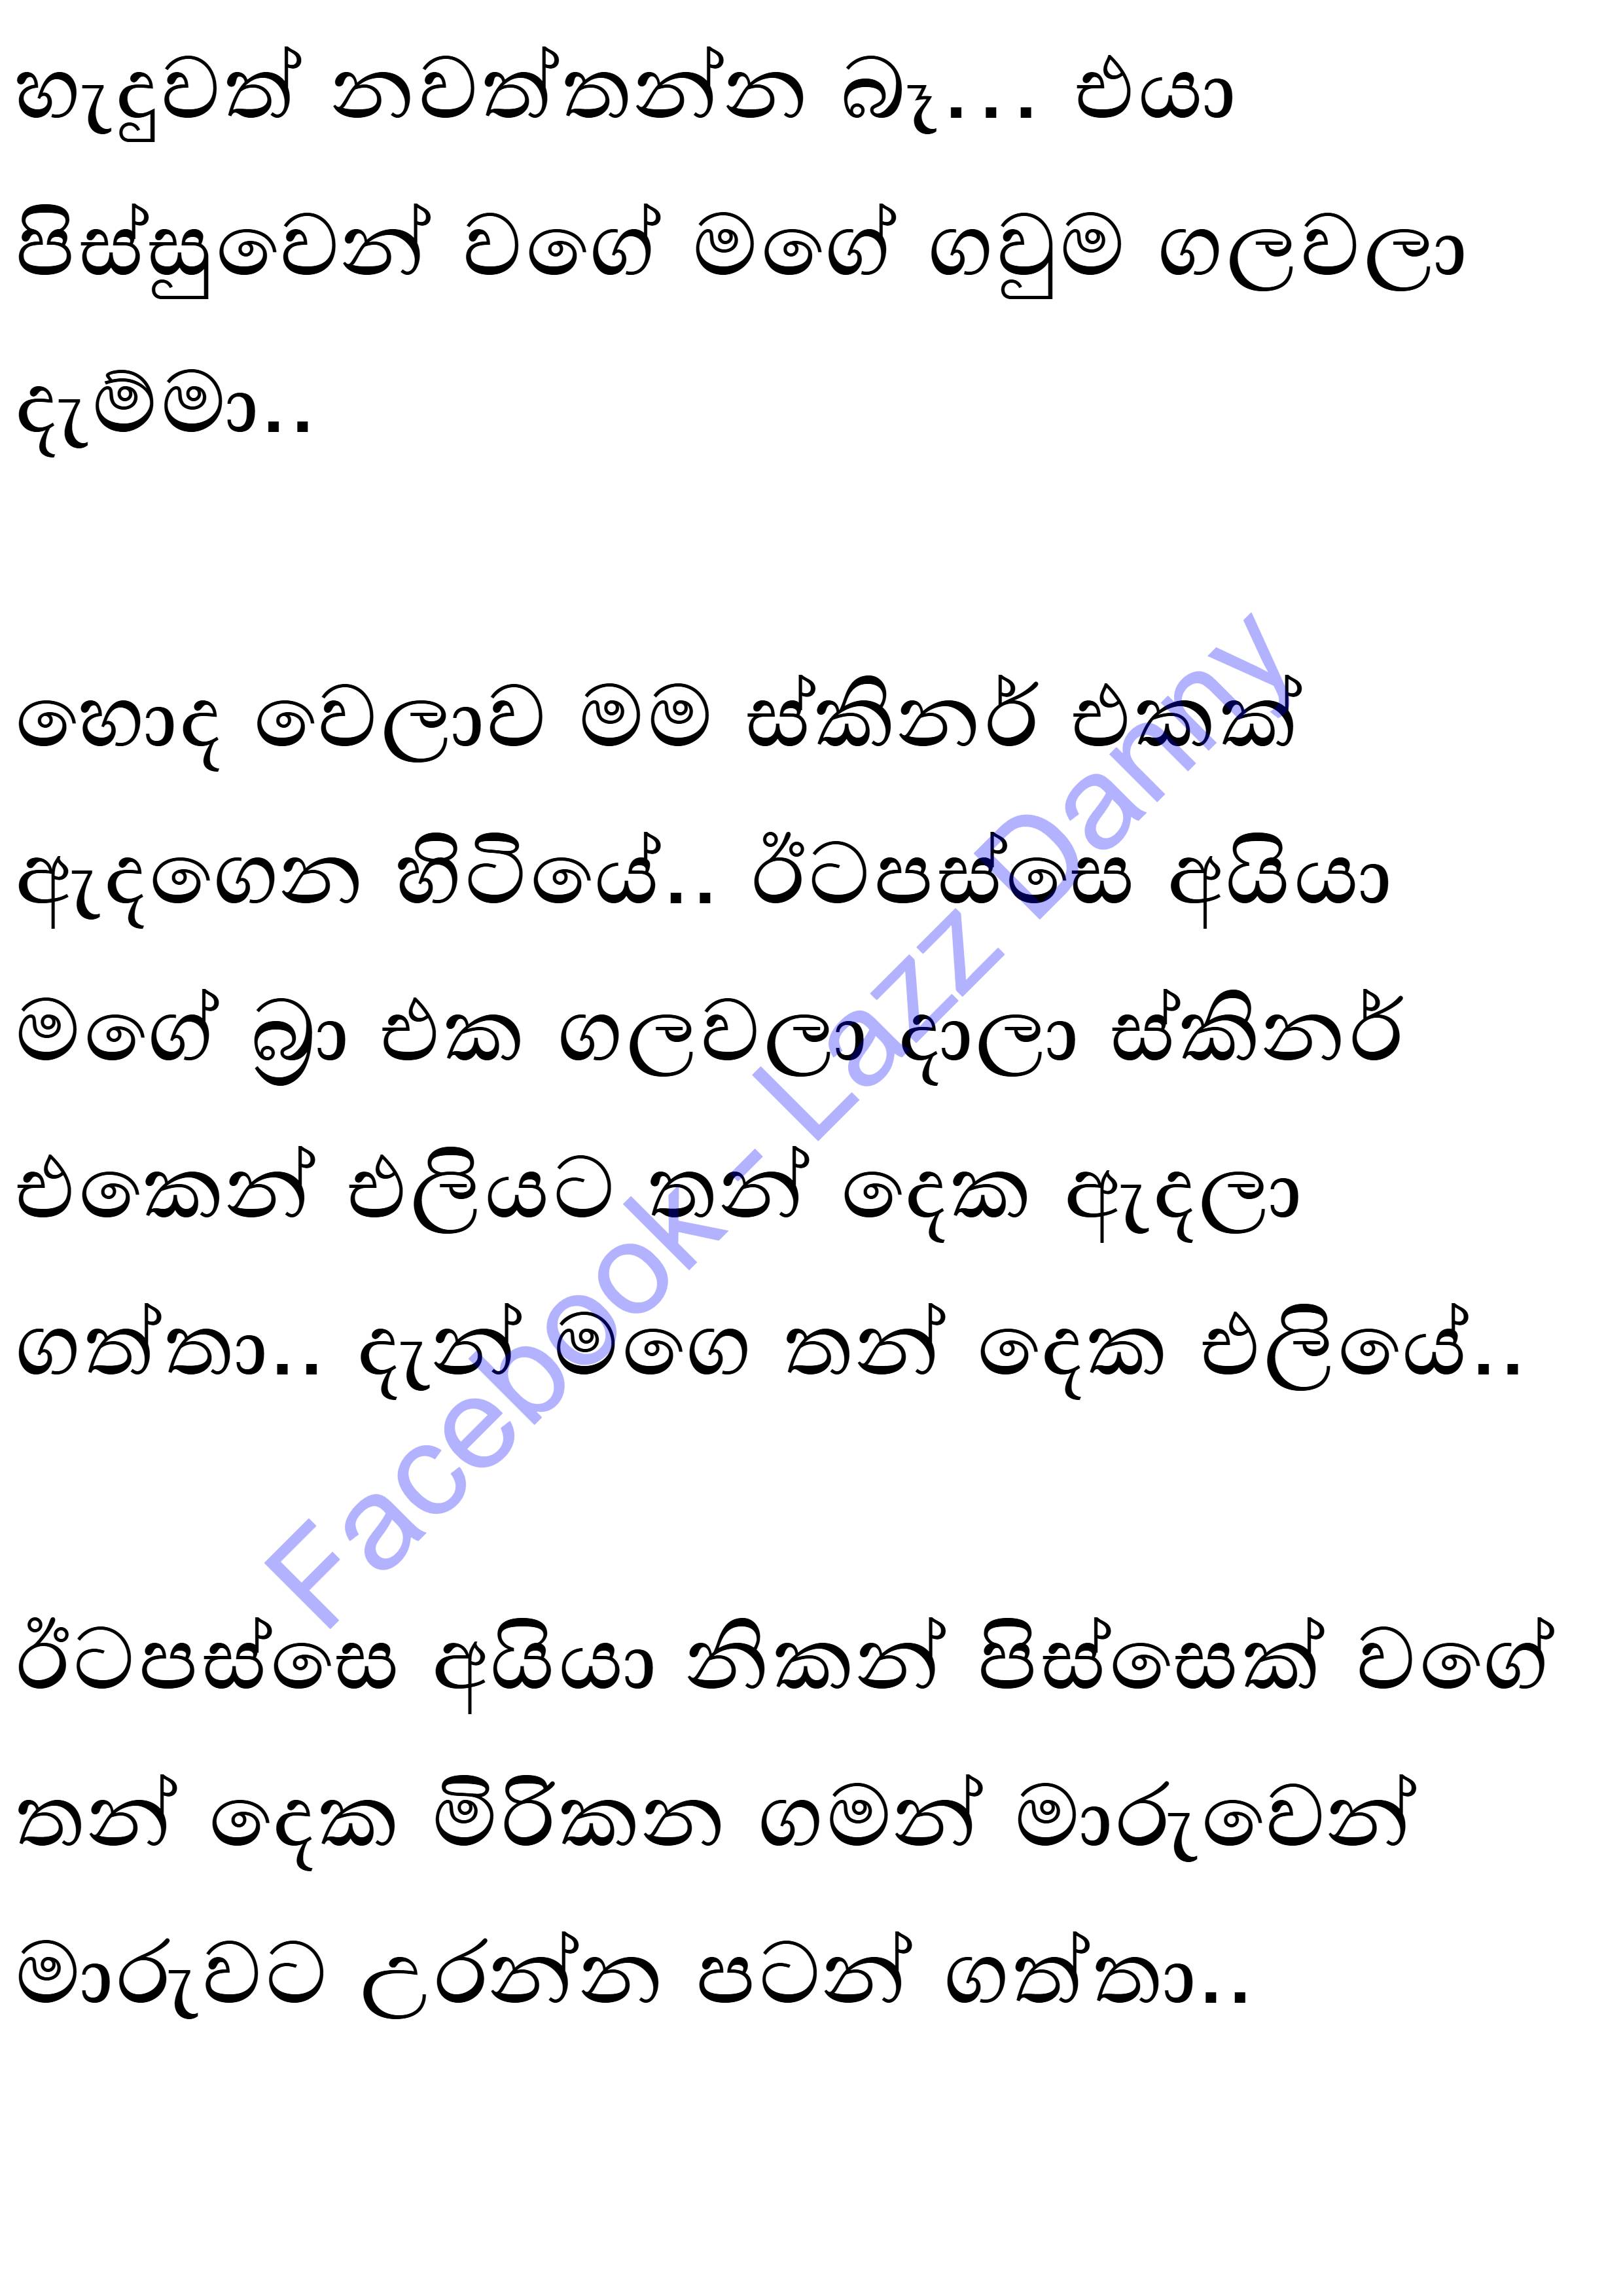 හැදුවත් නවත්තන්න බෑ... එයා
පිස්සුවෙන් වගේ මගේ ගවුම ගලවලා
දැම්මා..
හොද වෙලාව මම ස්කිනර් එකක්
ඇදගෙන හිටියේ.. ඊටපස්සෙ අයියා
මගේ බ්‍රා එක ගලවලා දාලා ස්කිනර්
එකෙන් එලියට තන් දෙක ඇදලා
ගත්තා.. දැන් මගෙ තන් දෙක එලියේ..
ඊටපස්සෙ අයියා නිකන් පිස්සෙක් වගේ
තන් දෙක මිරිකන ගමන් මාරුවෙන්
මාරුවට උරන්න පටන් ගත්තා..
Facebook - Lazz Danny